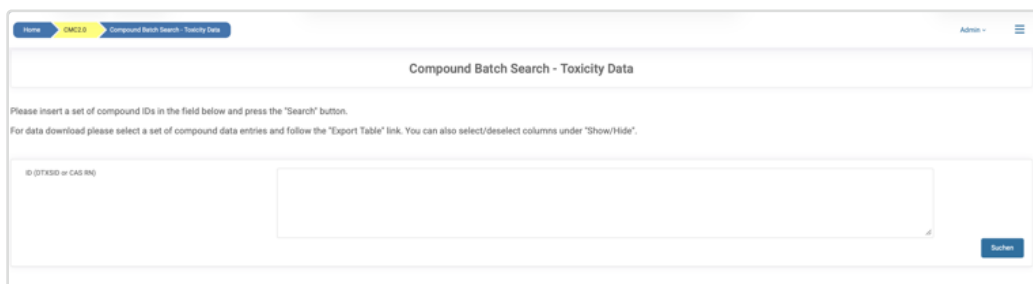 Home CMC2.0 Compound Batch Search - Toxicity Data Admin
Compound Batch Search - Toxicity Data
Please insert a set of compound IDs in the field below and press the "Search" button.
For data download please select a set of compound data entries and follow the "Export Table" link. You can also select/deselect columns under "Show/Hide".
ID (DTXSID or CAS RN)
Suchen